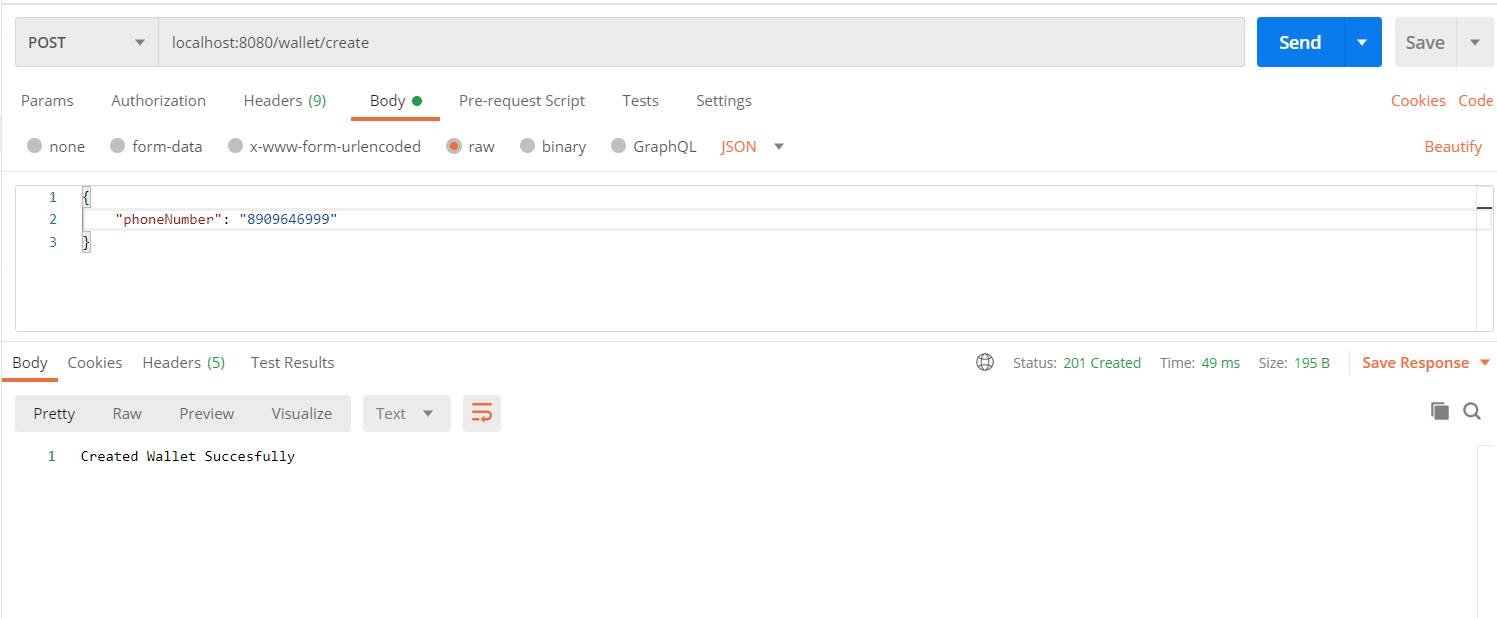 POST localhost:8080/wallet/create Send Save
Params Authorization Headers (9) Body Pre-request Script Tests Settings Cookies Code
none form-data x-www-form-urlencoded raw binary GraphQL JSON Beautify
1 {
2 "phoneNumber": "8909646999"
3 }
Body Cookies Headers (5) Test Results Status: 201 Created Time: 49 ms Size: 195 B Save Response
Pretty Raw Preview Visualize Text
1 Created Wallet Succesfully